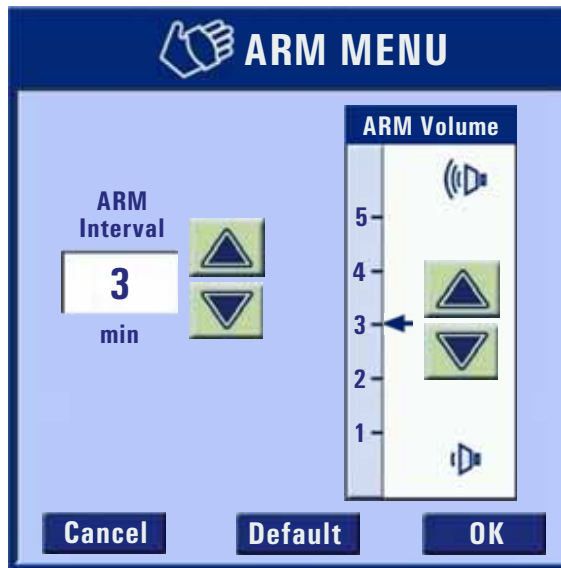 ARM MENU
ARM Volume
ARM
Interval
3
min
5
4
3
2
1
Cancel
Default
OK